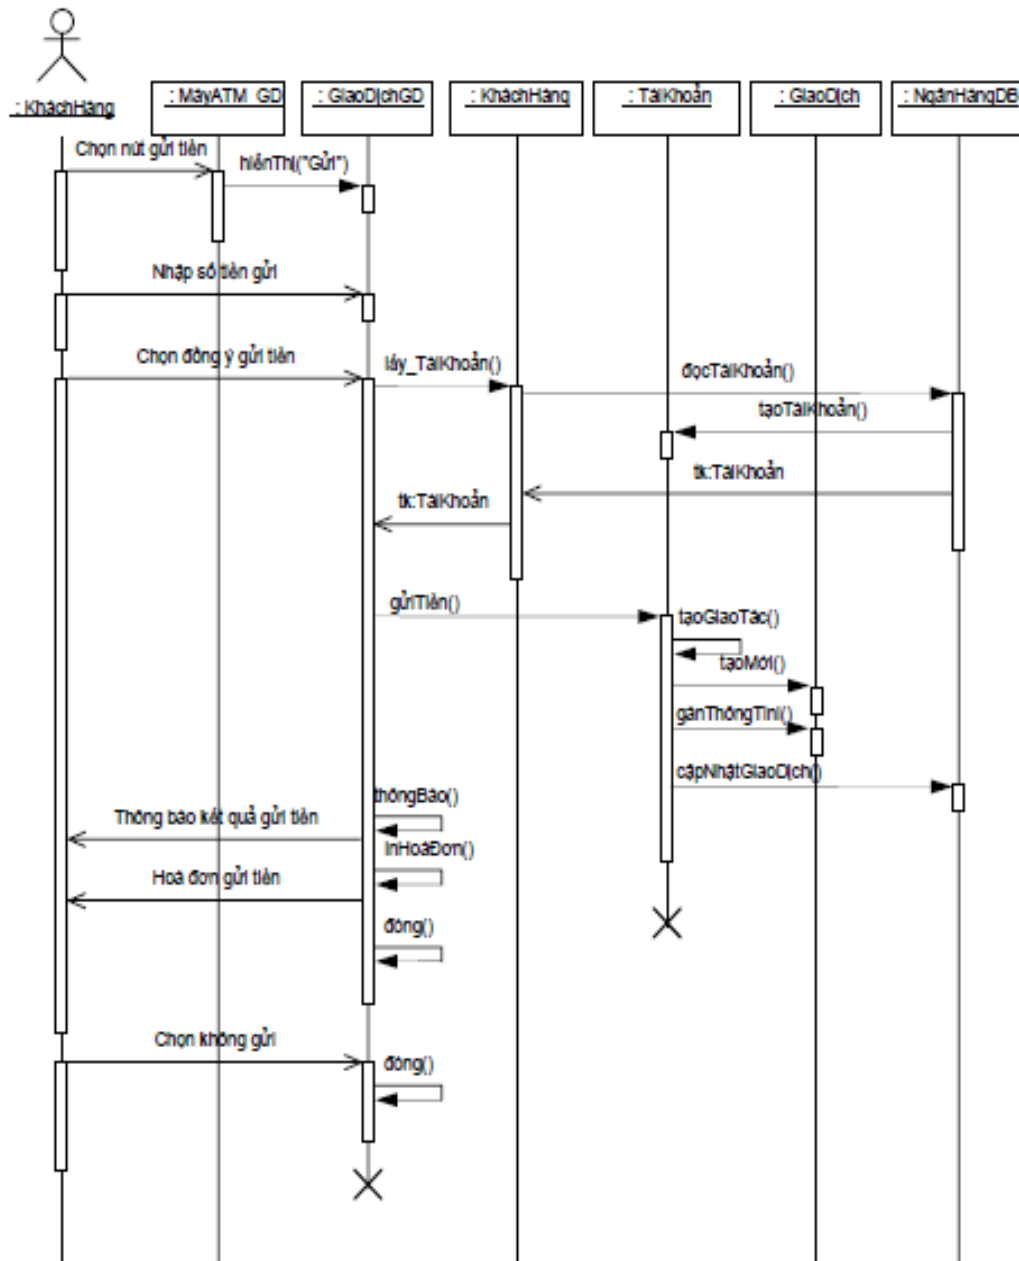 : KháchHàng
: MáyATM_GD
: GiaoDịchGD
: KháchHàng
: TàiKhoản
: GiaoDịch
: NgânHàngDB
Chọn nút gửi tiền
hiểnThị("Gửi")
Nhập số tiền gửi
Chọn đồng ý gửi tiền
lấy_TàiKhoản()
đọcTàiKhoản()
tạoTàiKhoản()
tk:TàiKhoản
tk:TàiKhoản
gửiTiền()
tạoGiaoTác()
tạoMới()
gánThôngTini()
cậpNhậtGiaoDịch()
thôngBáo()
Thông báo kết quả gửi tiền
inHoáĐơn()
Hoá đơn gửi tiền
đóng()
Chọn không gửi
đóng()